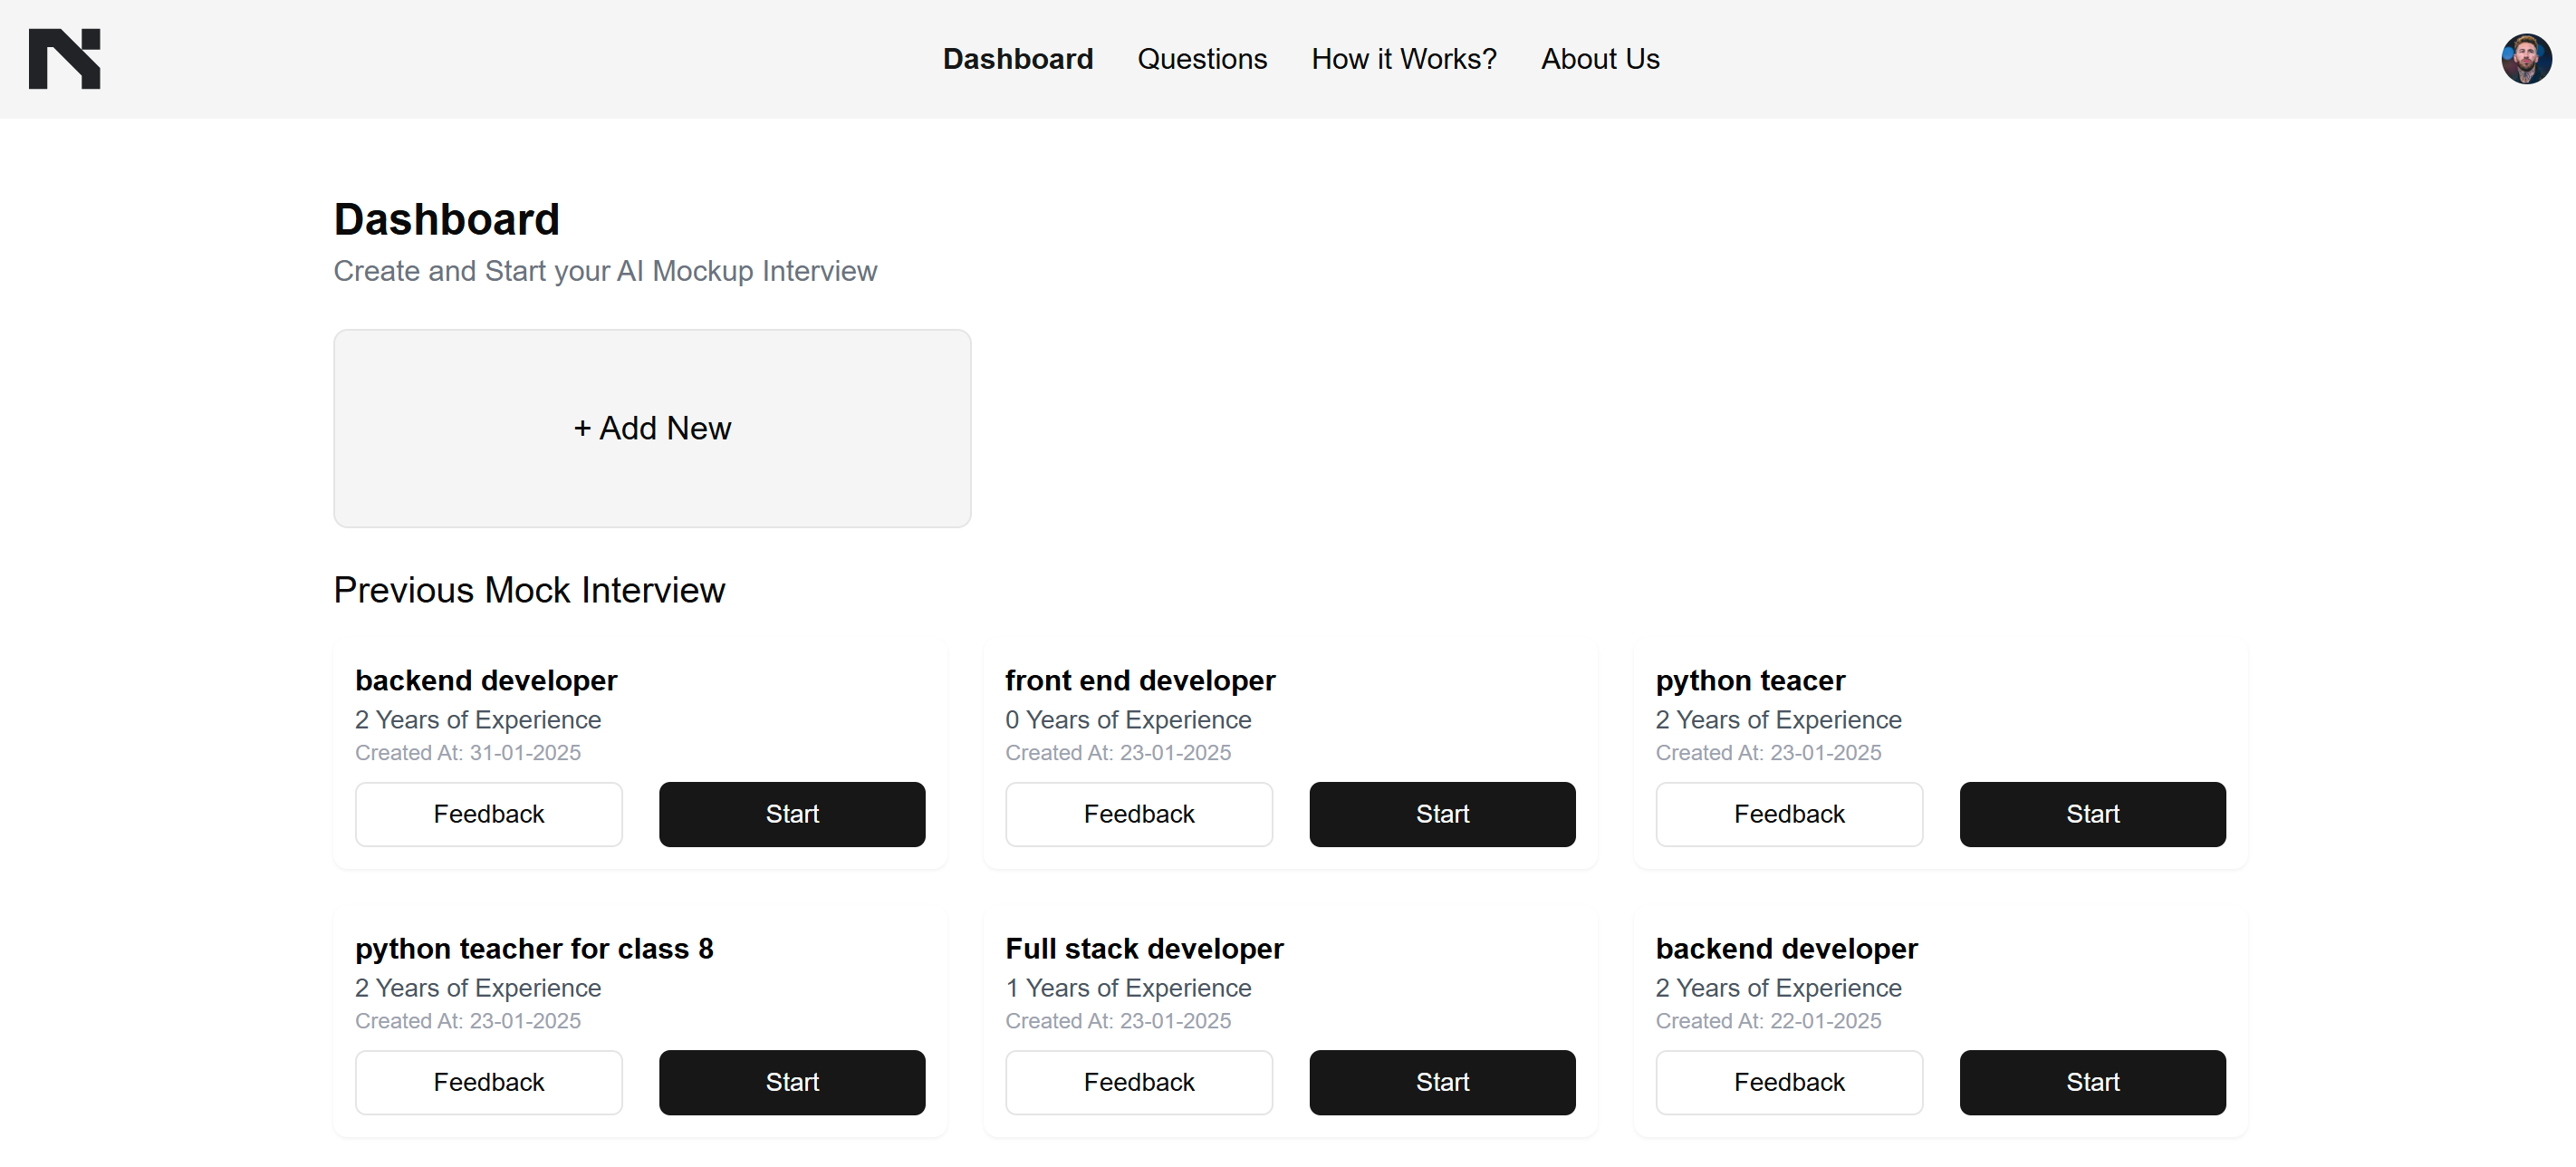 Dashboard Questions How it Works? About Us
Dashboard
Create and Start your AI Mockup Interview
+ Add New
Previous Mock Interview
backend developer
2 Years of Experience
Created At: 31-01-2025
Feedback Start
front end developer
0 Years of Experience
Created At: 23-01-2025
Feedback Start
python teacer
2 Years of Experience
Created At: 23-01-2025
Feedback Start
python teacher for class 8
2 Years of Experience
Created At: 23-01-2025
Feedback Start
Full stack developer
1 Years of Experience
Created At: 23-01-2025
Feedback Start
backend developer
2 Years of Experience
Created At: 22-01-2025
Feedback Start